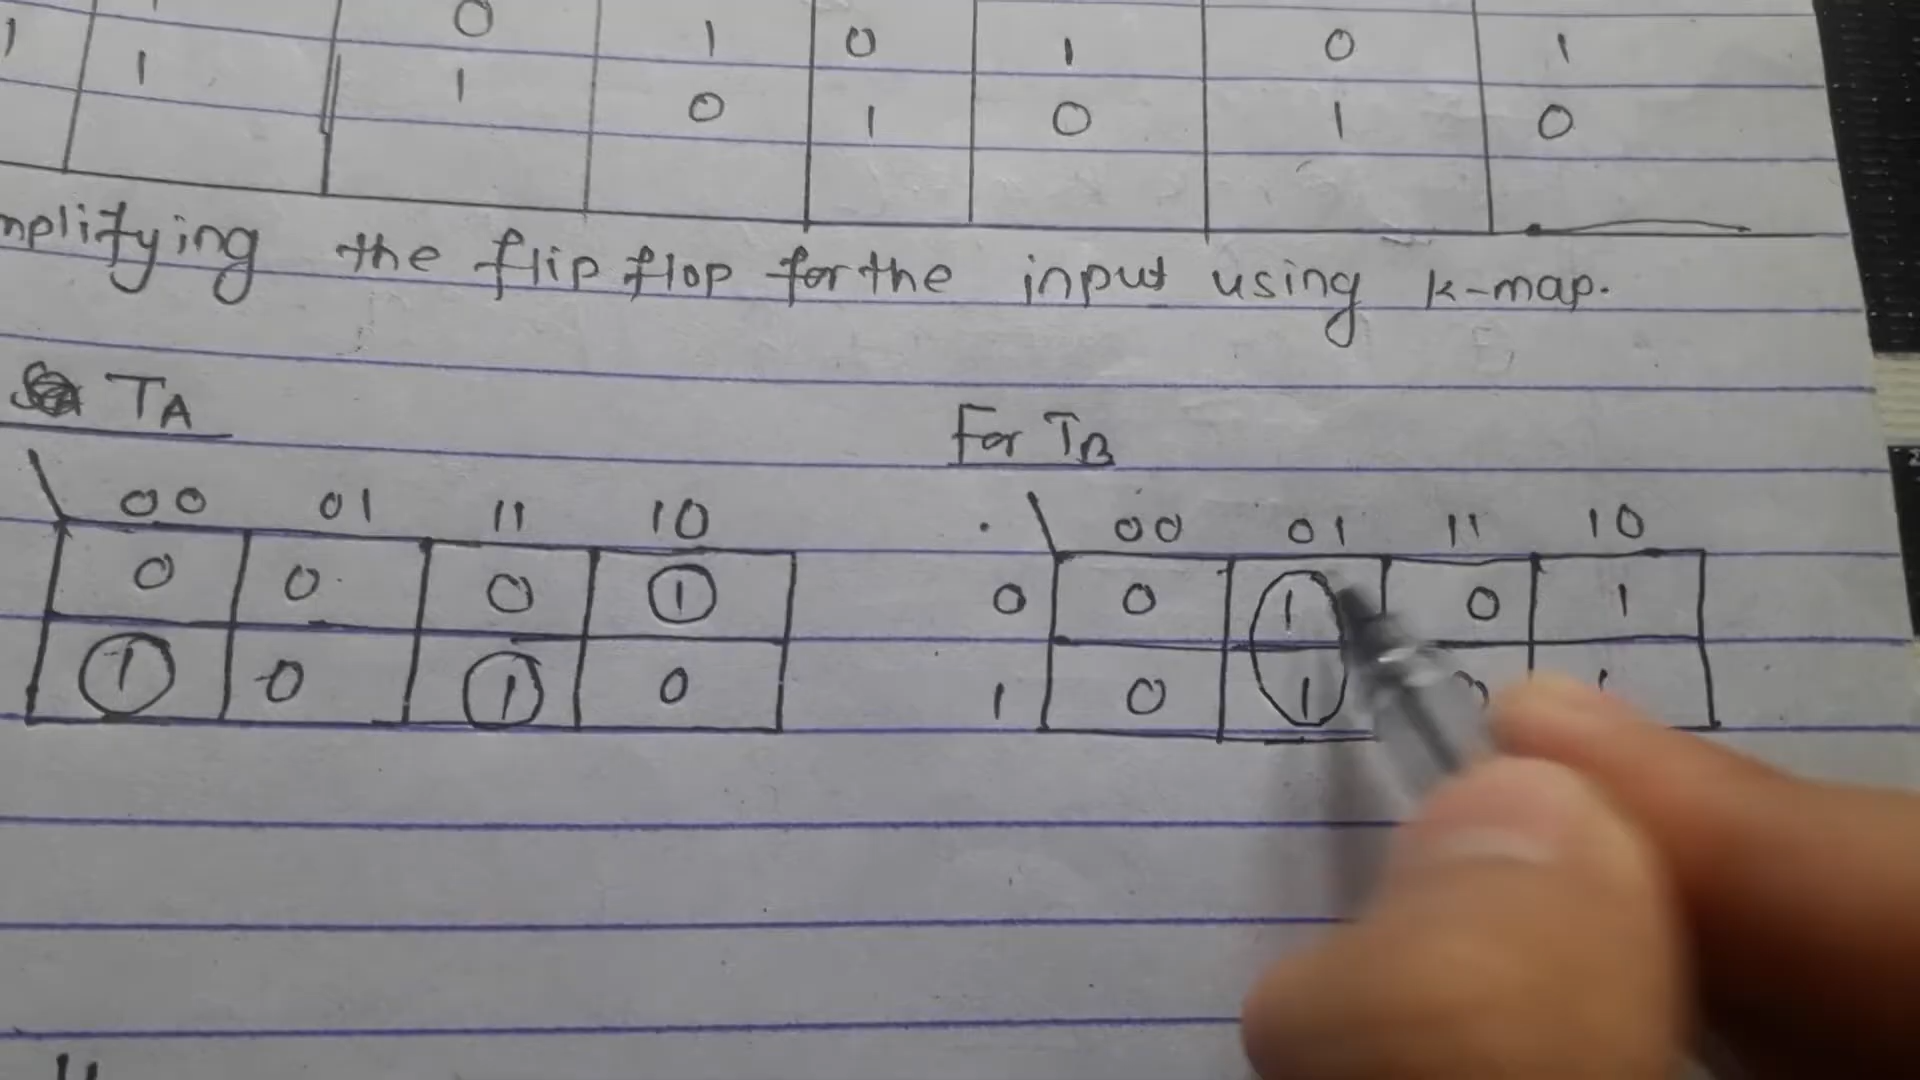 0 1 0 1 0 1
1 1 1 0 1 0 1 0
mplifying the flip flop for the input using k-map.
TA
For TB
00 01 11 10
00 01 11 10
0 0 0 1
0 0 1 0 1
1 0 1 0
1 0 1 0 1